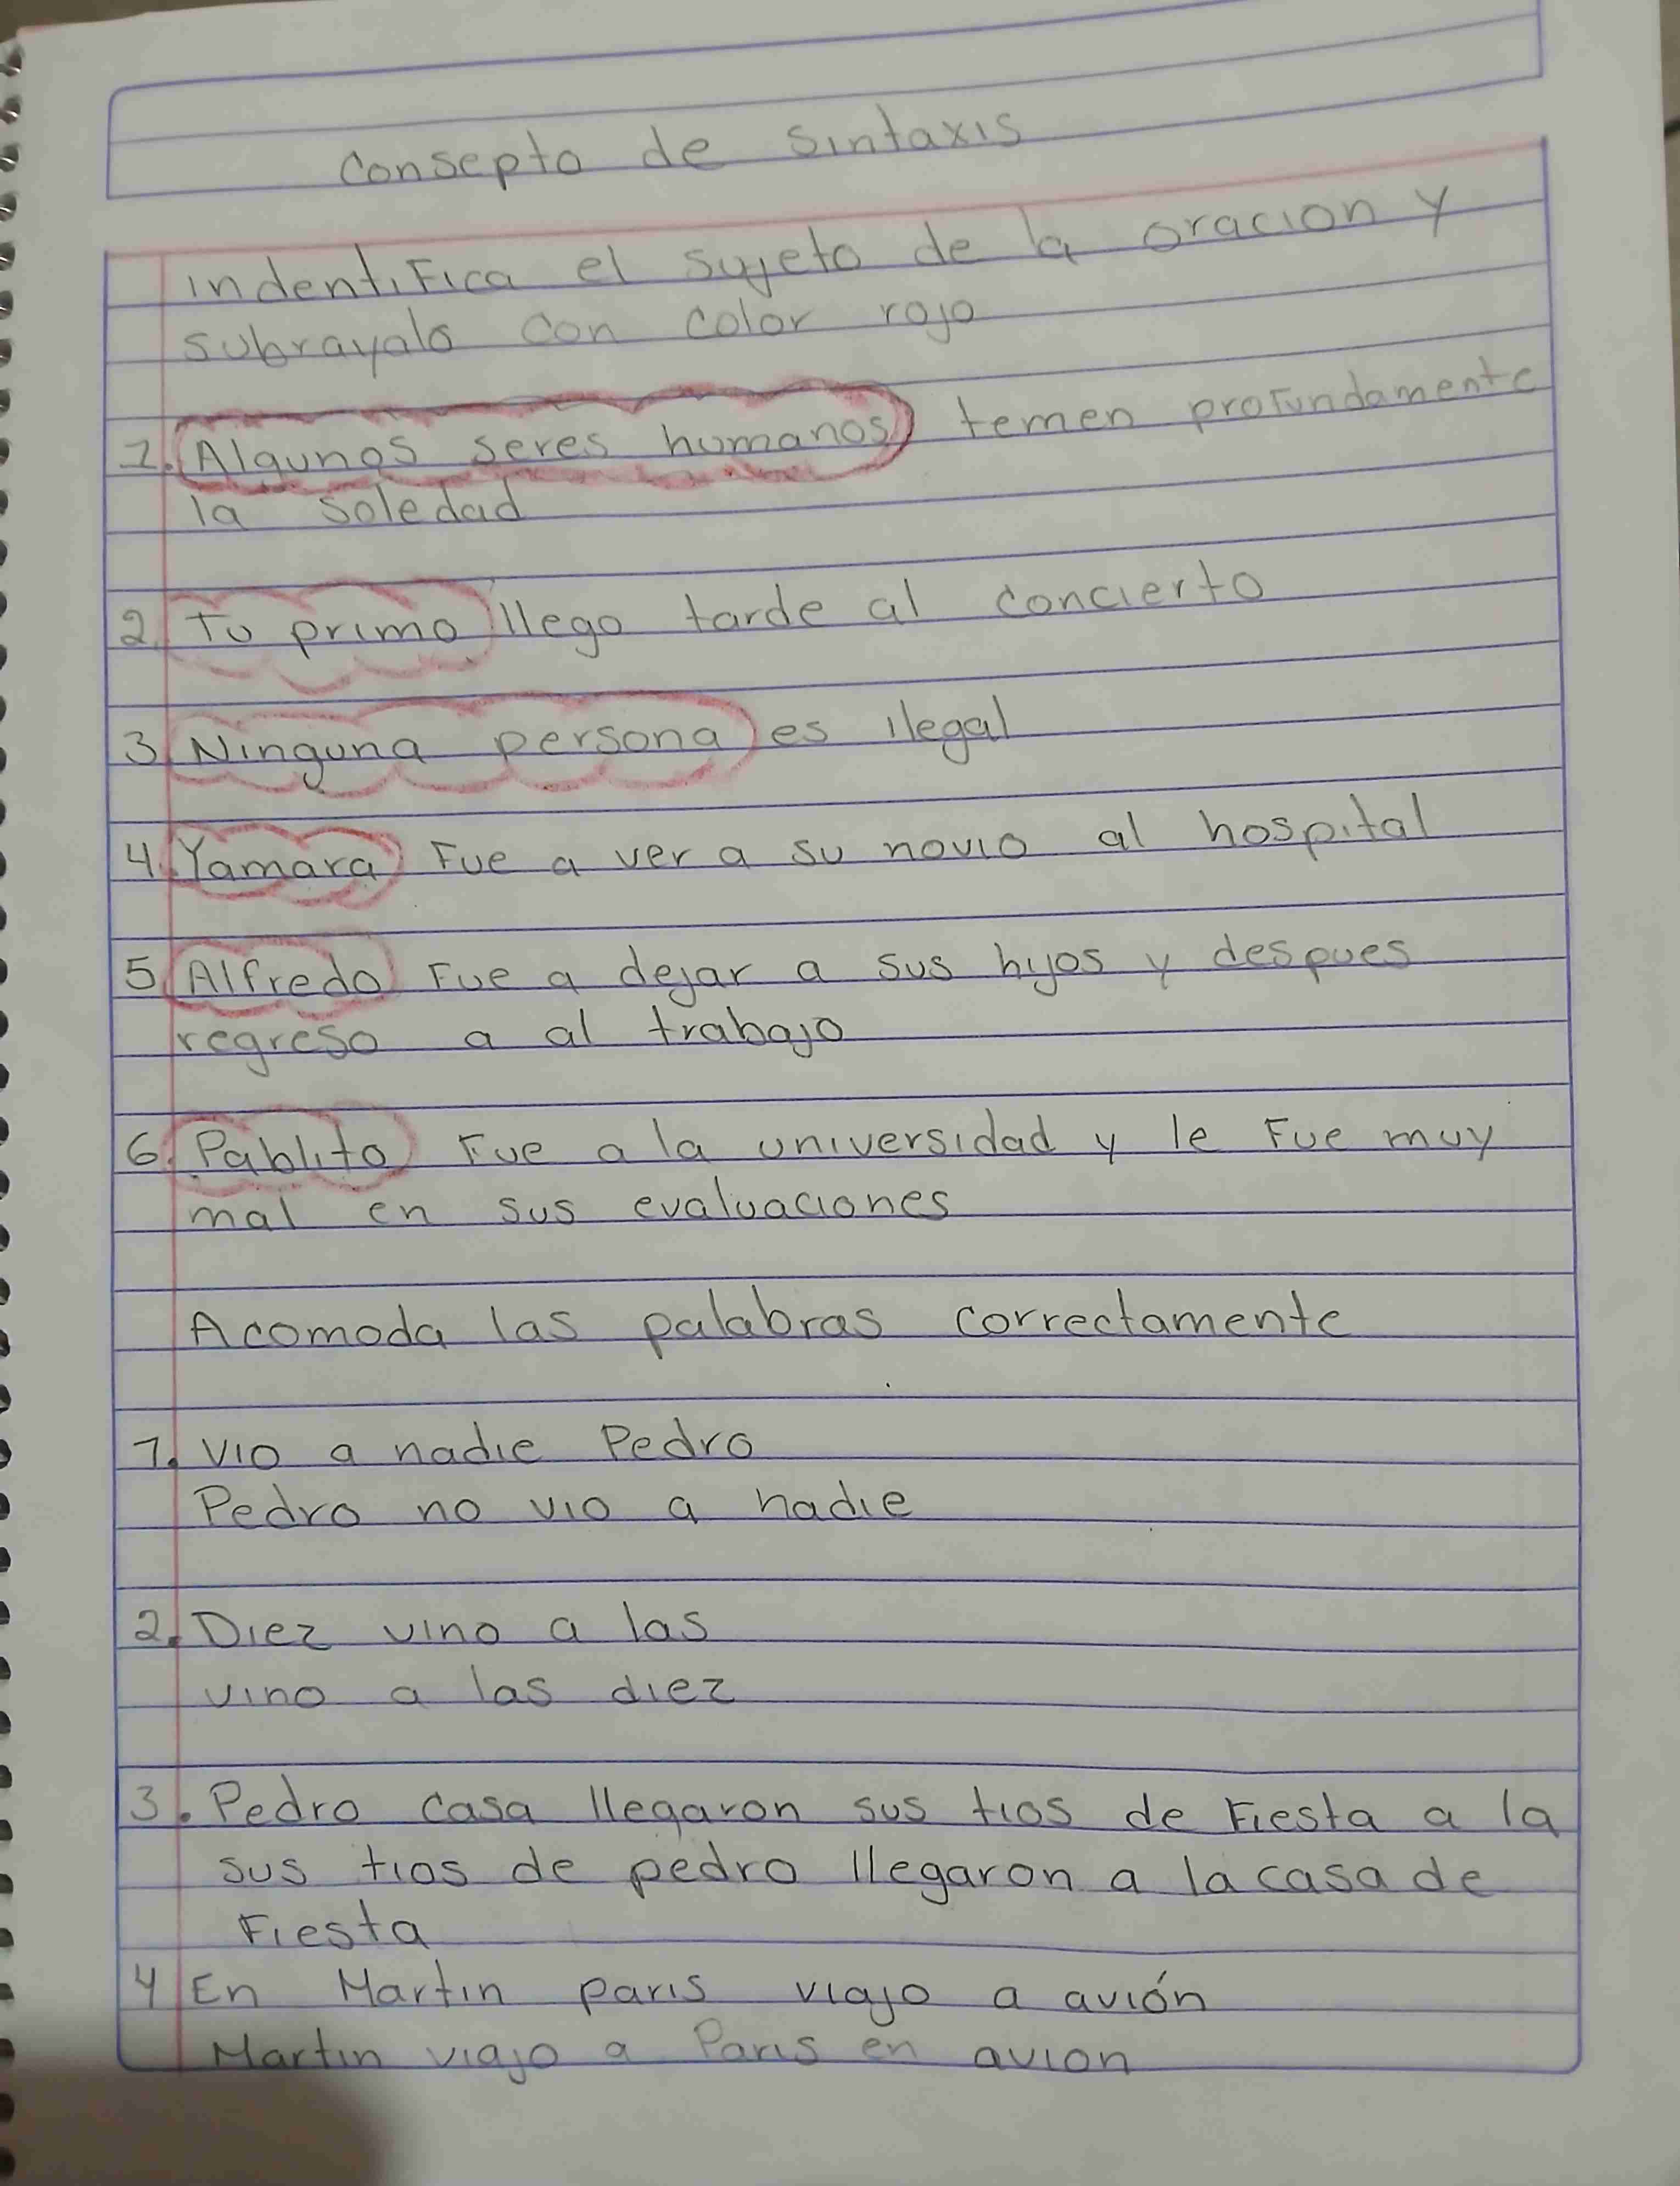 Consepto de sintaxis
indentifica el sujeto de la oracion y
subrayalo con color rojo
1. Algunos seres humanos temen profundamente
la soledad
2. Tu primo llego tarde al concierto
3. Ninguna persona es ilegal
4. Yamara fue a ver a su novio al hospital
5. Alfredo fue a dejar a sus hijos y despues
regreso a al trabajo
6. Pablito fue a la universidad y le fue muy
mal en sus evaluaciones
Acomoda las palabras correctamente
1. vio a nadie Pedro
Pedro no vio a nadie
2. Diez vino a las
vino a las diez
3. Pedro casa llegaron sus tios de fiesta a la
sus tios de pedro llegaron a la casa de
fiesta
4 En Martin paris viajo a avión
Martin viajo a Paris en avion